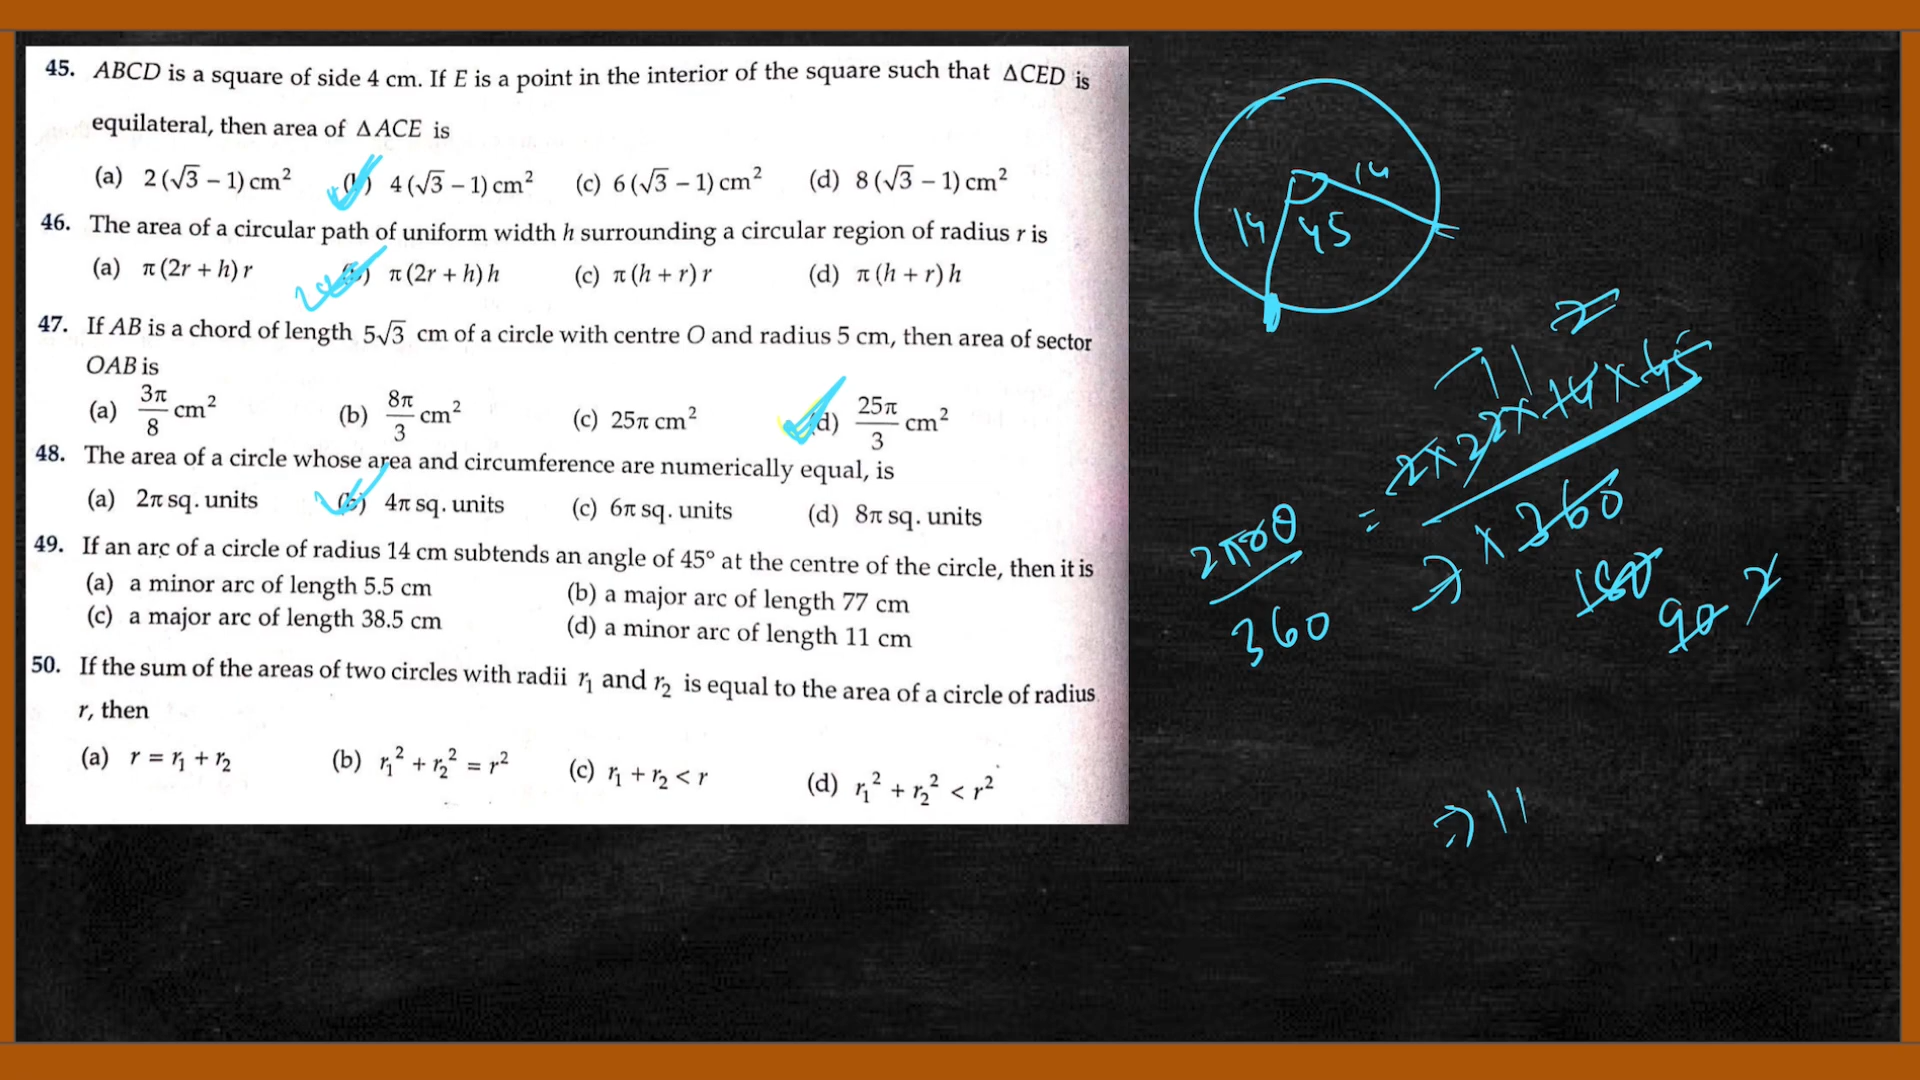 45. ABCD is a square of side 4 cm. If E is a point in the interior of the square such that ΔCED is
equilateral, then area of ΔACE is
(a) 2(√3 – 1) cm² (b) 4(√3 – 1) cm² (c) 6(√3 – 1) cm² (d) 8(√3 – 1) cm²
46. The area of a circular path of uniform width h surrounding a circular region of radius r is
(a) π(2r + h) r (b) π(2r + h) h (c) π(h + r) r (d) π(h + r) h
47. If AB is a chord of length 5√3 cm of a circle with centre O and radius 5 cm, then area of sector
OAB is
(a) 3π/8 cm² (b) 8π/3 cm² (c) 25π cm² (d) 25π/3 cm²
48. The area of a circle whose area and circumference are numerically equal, is
(a) 2π sq. units (b) 4π sq. units (c) 6π sq. units (d) 8π sq. units
49. If an arc of a circle of radius 14 cm subtends an angle of 45° at the centre of the circle, then it is
(a) a minor arc of length 5.5 cm (b) a major arc of length 77 cm
(c) a major arc of length 38.5 cm (d) a minor arc of length 11 cm
50. If the sum of the areas of two circles with radii r₁ and r₂ is equal to the area of a circle of radius
r, then
(a) r = r₁ + r₂ (b) r₁² + r₂² = r² (c) r₁ + r₂ < r (d) r₁² + r₂² < r²
14
14 45
2
11
= 2 × 22 × 14 × 45
7 × 360
360
180
90 2
11